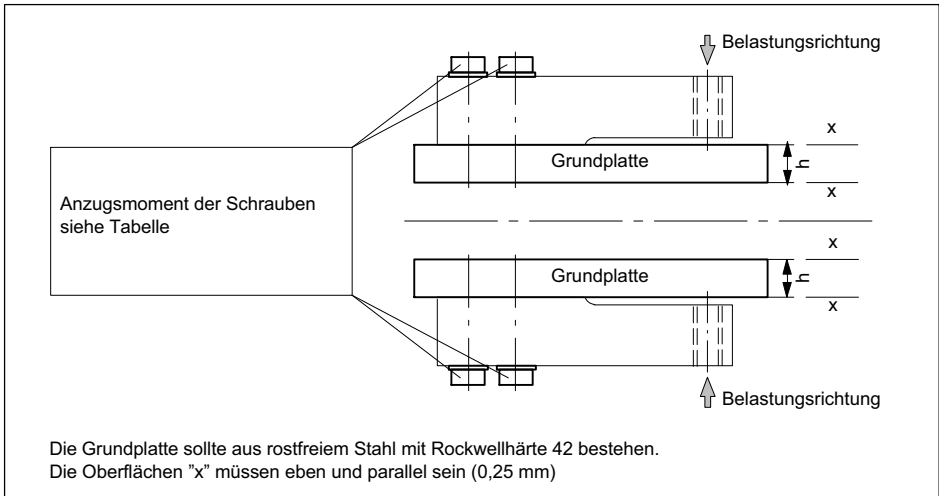 Belastungsrichtung
x
Grundplatte
h
x
Anzugsmoment der Schrauben
siehe Tabelle
x
Grundplatte
h
x
Belastungsrichtung
Die Grundplatte sollte aus rostfreiem Stahl mit Rockwellhärte 42 bestehen.
Die Oberflächen ”x” müssen eben und parallel sein (0,25 mm)